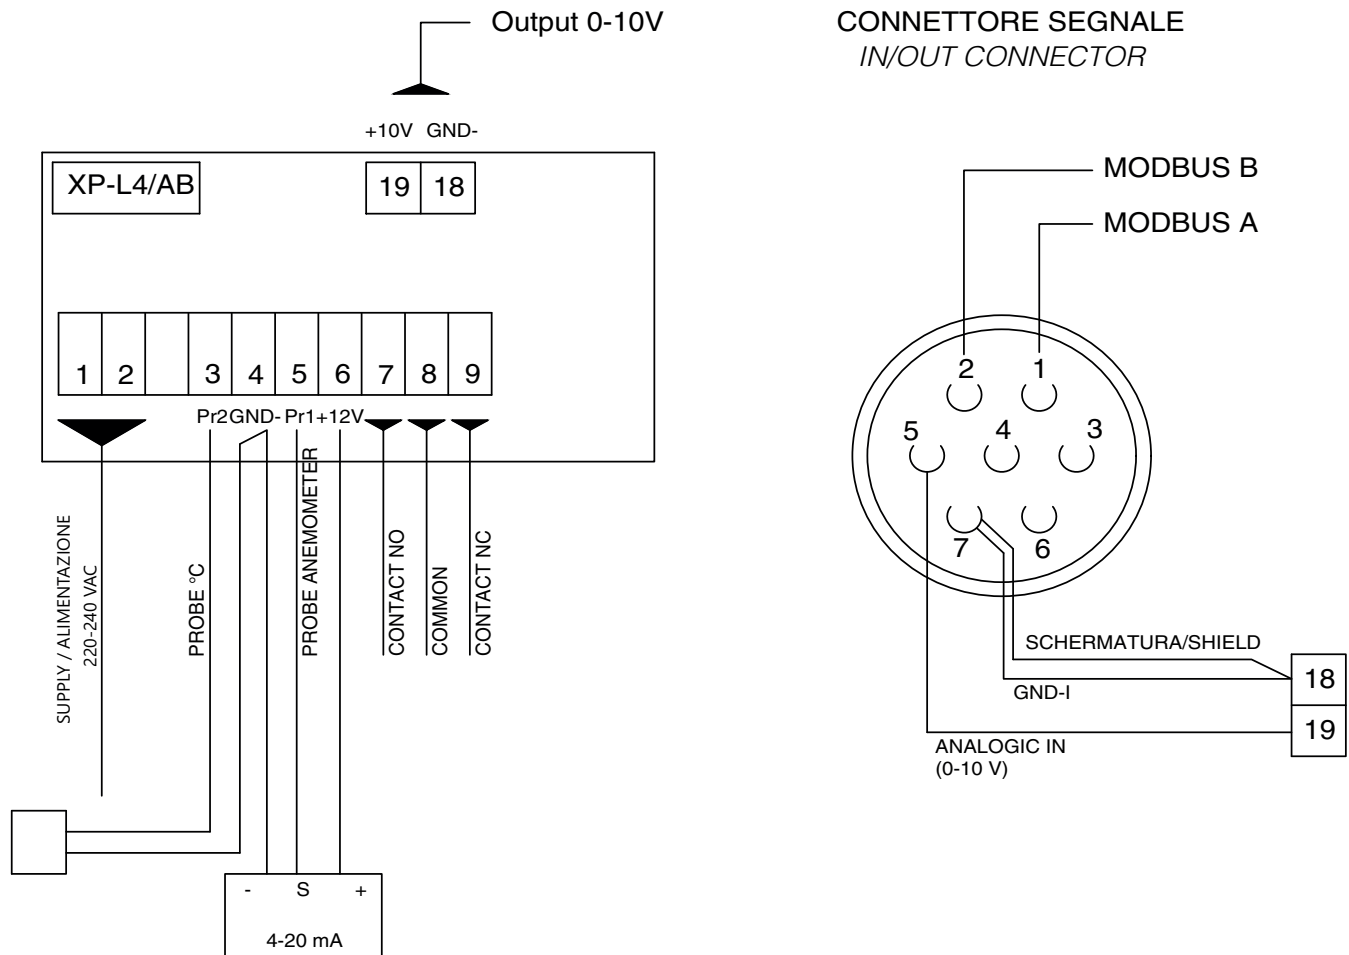 Output 0-10V
CONNETTORE SEGNALE
IN/OUT CONNECTOR
+10V GND-
XP-L4/AB
19 18
MODBUS B
MODBUS A
1 2 3 4 5 6 7 8 9
Pr2 GND- Pr1 +12V
SUPPLY / ALIMENTAZIONE
220-240 VAC
PROBE °C
PROBE ANEMOMETER
CONTACT NO
COMMON
CONTACT NC
- S +
4-20 mA
2 1
5 4 3
7 6
SCHERMATURA/SHIELD
GND-I
18
19
ANALOGIC IN
(0-10 V)